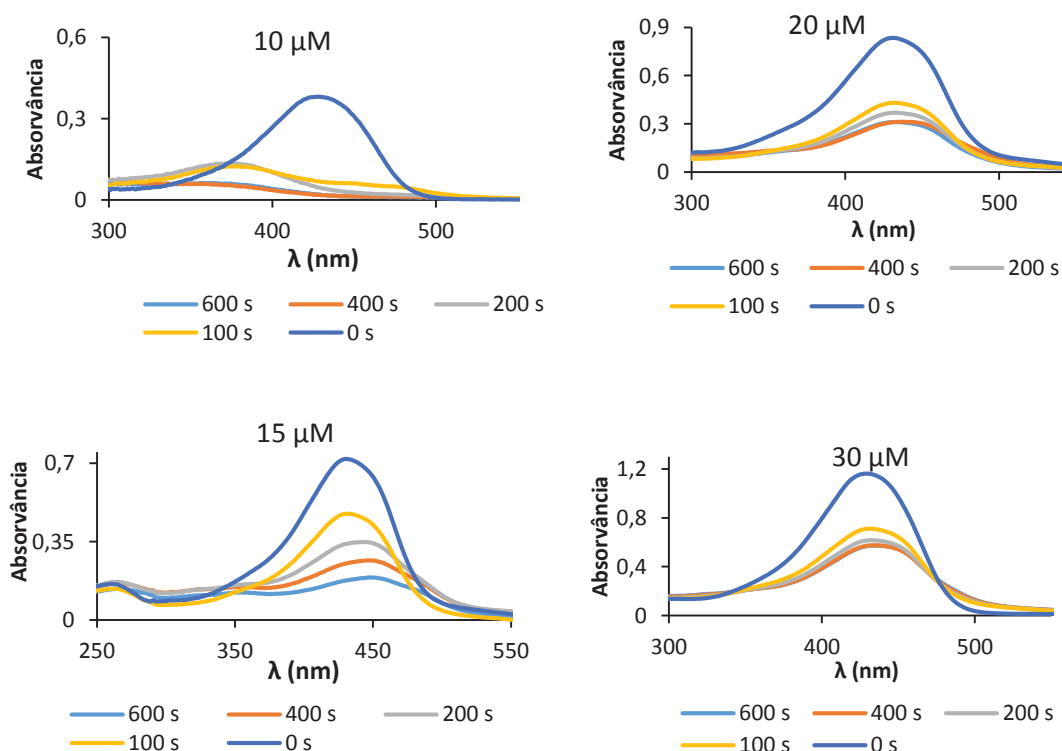 10 µM
Absorvância
0,6
0,3
0
300
400
500
λ (nm)
600 s
400 s
200 s
100 s
0 s
20 µM
Absorvância
0,9
0,6
0,3
0
300
400
500
λ (nm)
600 s
400 s
200 s
100 s
0 s
15 µM
Absorvância
0,7
0,35
0
250
350
450
550
λ (nm)
600 s
400 s
200 s
100 s
0 s
30 µM
Absorvância
1,2
0,8
0,4
0
300
400
500
λ (nm)
600 s
400 s
200 s
100 s
0 s